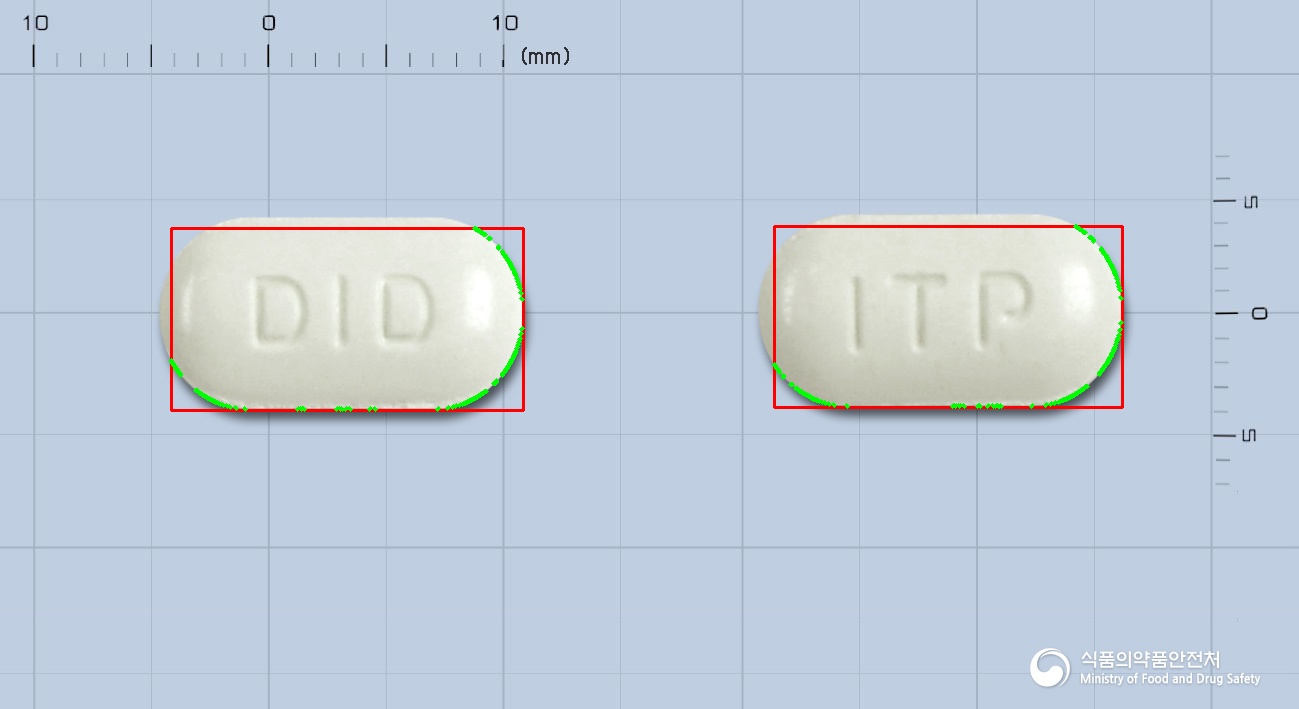 10 0 10
(mm)
DID
ITP
5
0
5
식품의약품안전처
Ministry of Food and Drug Safety